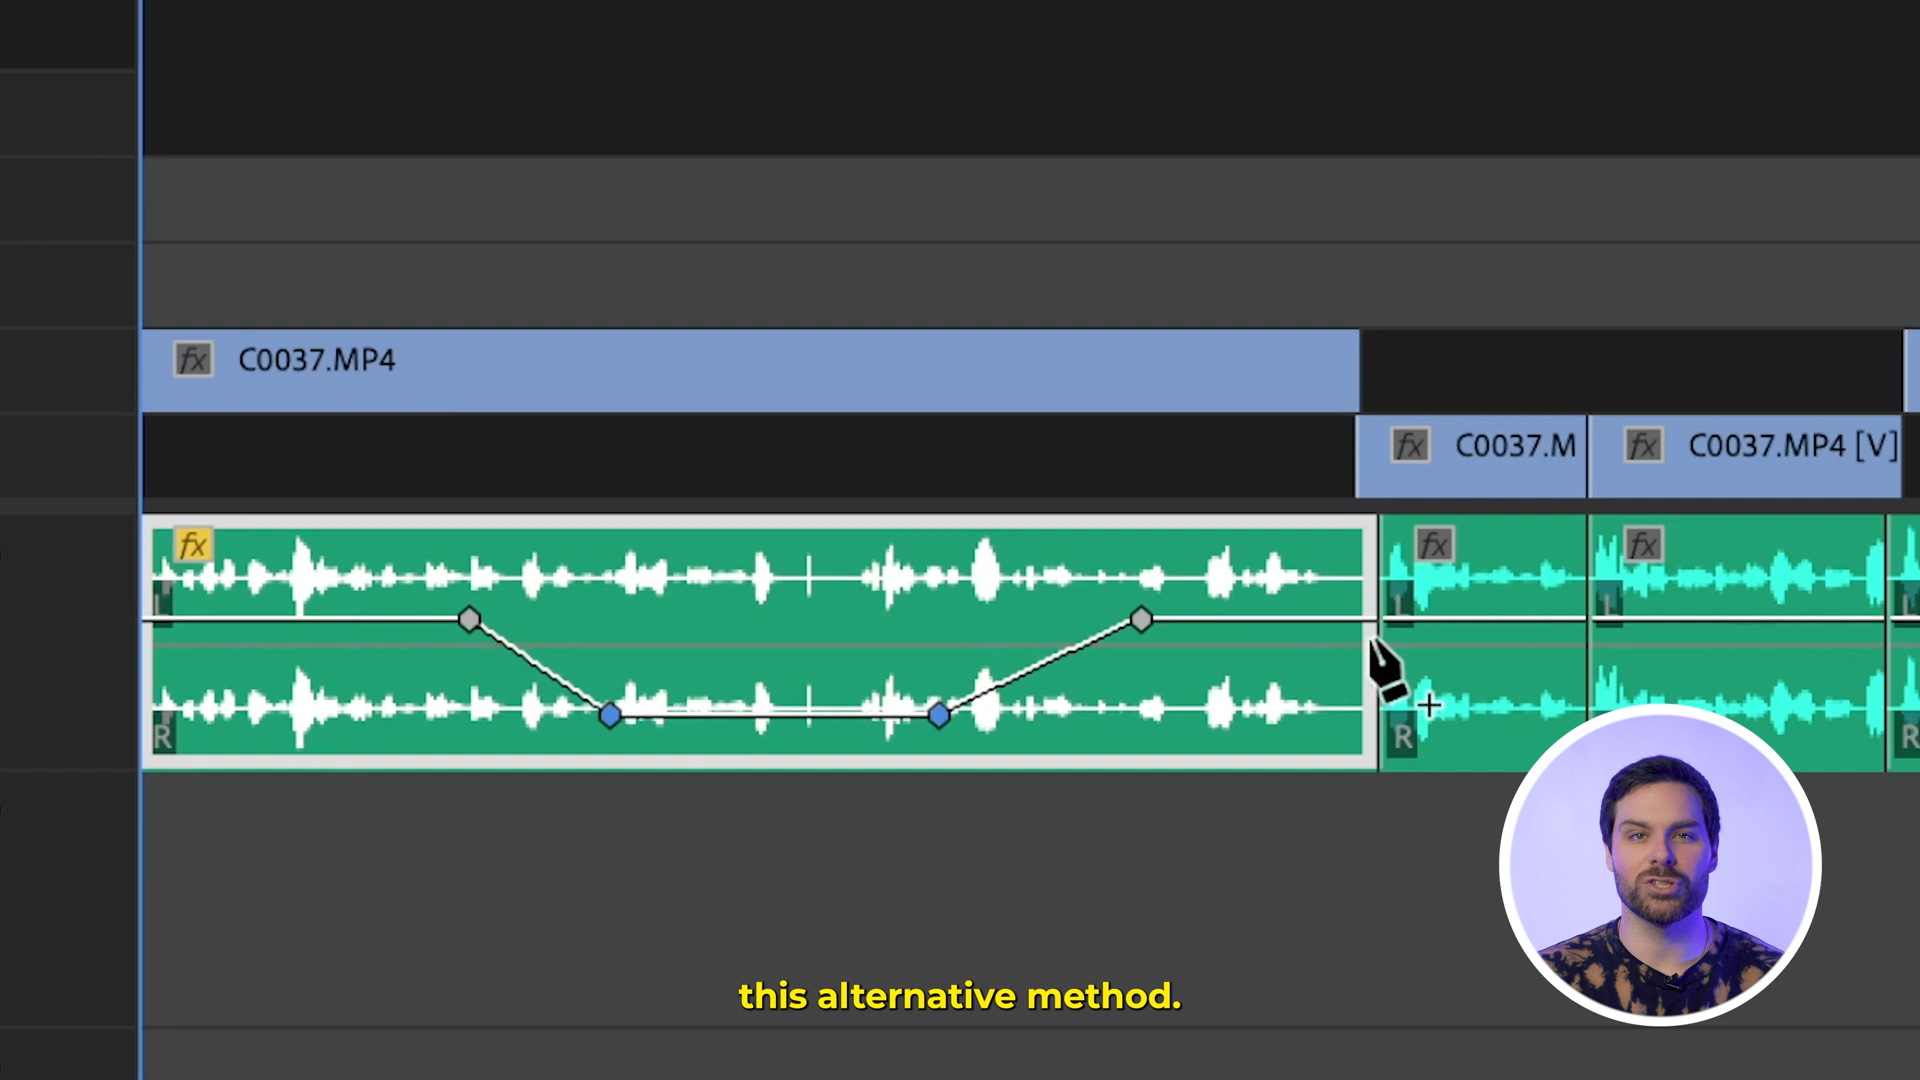 fx C0037.MP4
fx C0037.M fx C0037.MP4 [V]
fx fx fx
L L L L
R R R
this alternative method.